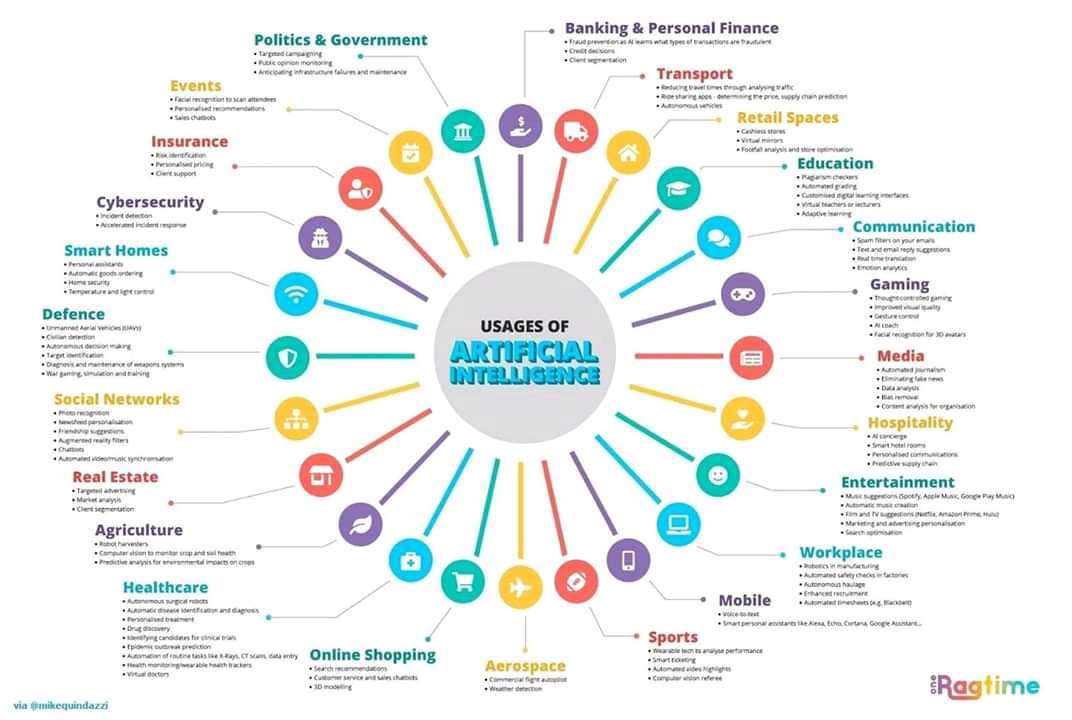 USAGES OF
ARTIFICIAL
INTELLIGENCE
Banking & Personal Finance
• Fraud prevention as AI learns what types of transactions are fraudulent
• Credit decisions
• Client segmentation
Transport
• Reducing travel times through analysing traffic
• Ride sharing apps - determining the price, supply chain prediction
• Autonomous vehicles
Retail Spaces
• Cashless stores
• Virtual mirrors
• Footfall analysis and store optimisation
Education
• Plagiarism checkers
• Automated grading
• Customised digital learning interfaces
• Virtual teachers or lecturers
• Adaptive learning
Communication
• Spam filters on your emails
• Text and email reply suggestions
• Real time translation
• Emotion analytics
Gaming
• Thought-controlled gaming
• Improved visual quality
• Gesture control
• AI coach
• Facial recognition for 3D avatars
Media
• Automated journalism
• Eliminating fake news
• Data analysis
• Bias removal
• Content analysis for organisation
Hospitality
• AI concierge
• Smart hotel rooms
• Personalised communications
• Predictive supply chain
Entertainment
• Music suggestions (Spotify, Apple Music, Google Play Music)
• Automatic music creation
• Film and TV suggestions (Netflix, Amazon Prime, Hulu)
• Marketing and advertising personalisation
• Search optimisation
Workplace
• Robotics in manufacturing
• Automated safety checks in factories
• Autonomous haulage
• Enhanced recruitment
• Automated timesheets (e.g. Blackbelt)
Mobile
• Voice-to-text
• Smart personal assistants like Alexa, Echo, Cortana, Google Assistant...
Sports
• Wearable tech to analyse performance
• Smart ticketing
• Automated video highlights
• Computer vision referee
Aerospace
• Commercial flight autopilot
• Weather detection
Online Shopping
• Search recommendations
• Customer service and sales chatbots
• 3D modelling
Healthcare
• Autonomous surgical robots
• Automatic disease identification and diagnosis
• Personalised treatment
• Drug discovery
• Identifying candidates for clinical trials
• Epidemic outbreak prediction
• Automation of routine tasks like X-Rays, CT scans, data entry
• Health monitoring/wearable health trackers
• Virtual doctors
Agriculture
• Robot harvesters
• Computer vision to monitor crop and soil health
• Predictive analysis for environmental impacts on crops
Real Estate
• Targeted advertising
• Market analysis
• Client segmentation
Social Networks
• Photo recognition
• Newsfeed personalisation
• Friendship suggestions
• Augmented reality filters
• Chatbots
• Automated video/music synchronisation
Defence
• Unmanned Aerial Vehicles (UAVs)
• Civilian detection
• Autonomous decision making
• Target identification
• Diagnosis and maintenance of weapons systems
• War gaming, simulation and training
Smart Homes
• Personal assistants
• Automatic goods ordering
• Home security
• Temperature and light control
Cybersecurity
• Incident detection
• Accelerated incident response
Insurance
• Risk identification
• Personalised pricing
• Client support
Events
• Facial recognition to scan attendees
• Personalised recommendations
• Sales chatbots
Politics & Government
• Targeted campaigning
• Public opinion monitoring
• Anticipating infrastructure failures and maintenance
via @mikequindazzi
one Ragtime